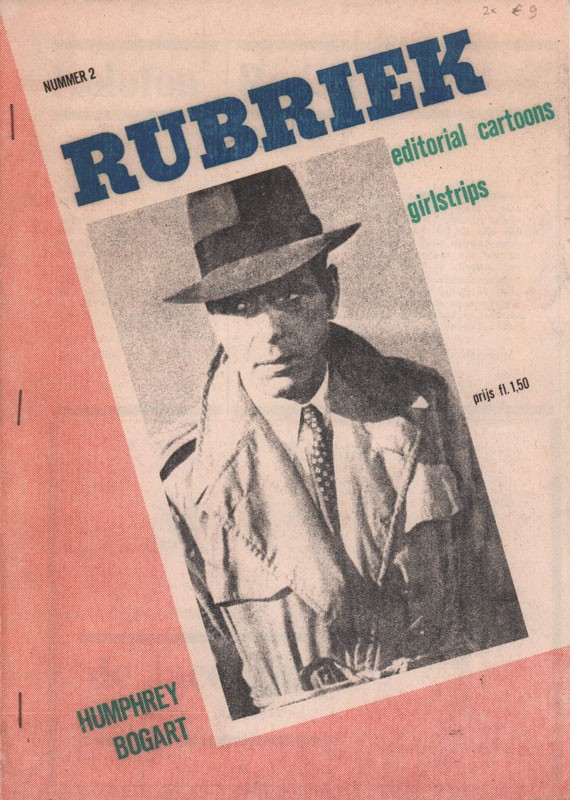 2x € 9
NUMMER 2
RUBRIEK
editorial cartoons
girlstrips
prijs fl. 1,50
HUMPHREY
BOGART